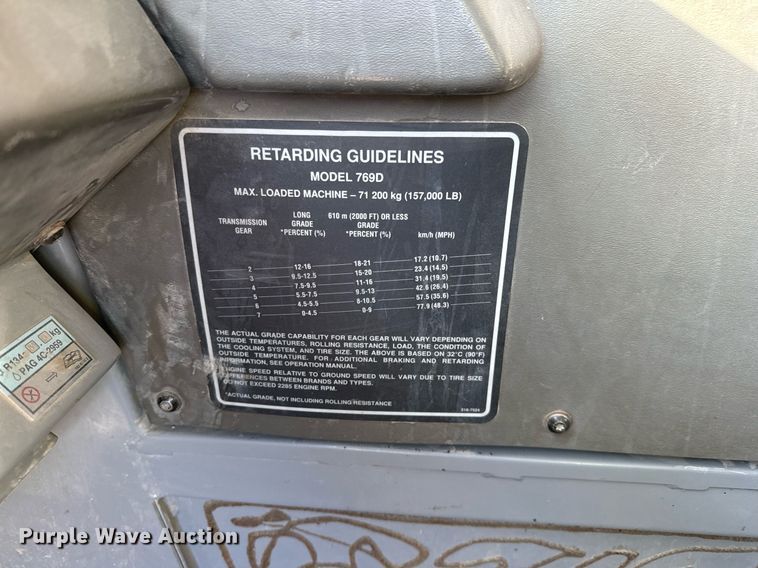 RETARDING GUIDELINES
MODEL 769D
MAX. LOADED MACHINE – 71 200 kg (157,000 LB)
TRANSMISSION GEAR LONG GRADE *PERCENT (%) 610 m (2000 FT) OR LESS GRADE *PERCENT (%) km/h (MPH)
2 12-16 18-21 17.2 (10.7)
3 9.5-12.5 15-20 23.4 (14.5)
4 7.5-9.5 11-16 31.4 (19.5)
5 5.5-7.5 9.5-13 42.6 (26.4)
6 4.5-5.5 8-10.5 57.5 (35.6)
7 0-4.5 0-9 77.9 (48.3)
THE ACTUAL GRADE CAPABILITY FOR EACH GEAR WILL VARY DEPENDING ON
OUTSIDE TEMPERATURES, ROLLING RESISTANCE, LOAD, THE CONDITION OF
THE COOLING SYSTEM, AND TIRE SIZE. THE ABOVE IS BASED ON 32°C (90°F)
OUTSIDE TEMPERATURE. FOR ADDITIONAL BRAKING AND RETARDING
INFORMATION, SEE OPERATION MANUAL.
ENGINE SPEED RELATIVE TO GROUND SPEED WILL VARY DUE TO TIRE SIZE
DIFFERENCES BETWEEN BRANDS AND TYPES.
DO NOT EXCEED 2285 ENGINE RPM.
*ACTUAL GRADE, NOT INCLUDING ROLLING RESISTANCE
R134- kg
PAG 4C-2959
Purple Wave Auction